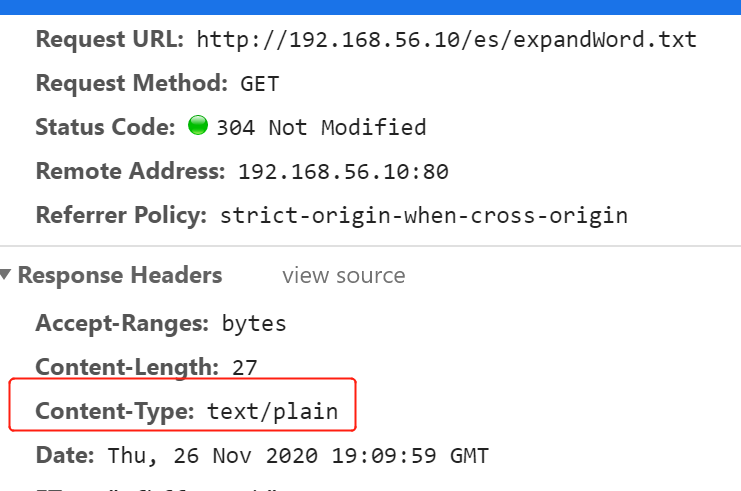 Request URL: http://192.168.56.10/es/expandWord.txt
Request Method: GET
Status Code: 304 Not Modified
Remote Address: 192.168.56.10:80
Referrer Policy: strict-origin-when-cross-origin
Response Headers view source
Accept-Ranges: bytes
Content-Length: 27
Content-Type: text/plain
Date: Thu, 26 Nov 2020 19:09:59 GMT